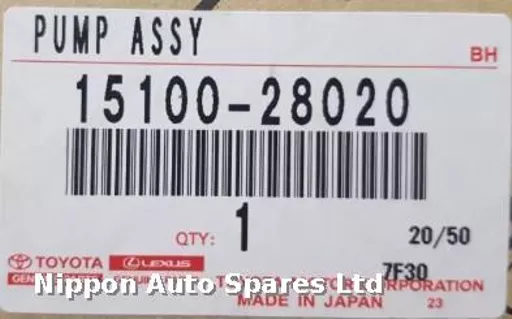 PUMP ASSY
BH
15100-28020
QTY: 1
20/50
TOYOTA LEXUS
7F30
CORPORATION
Nippon Auto Spares Ltd
MADE IN JAPAN 23